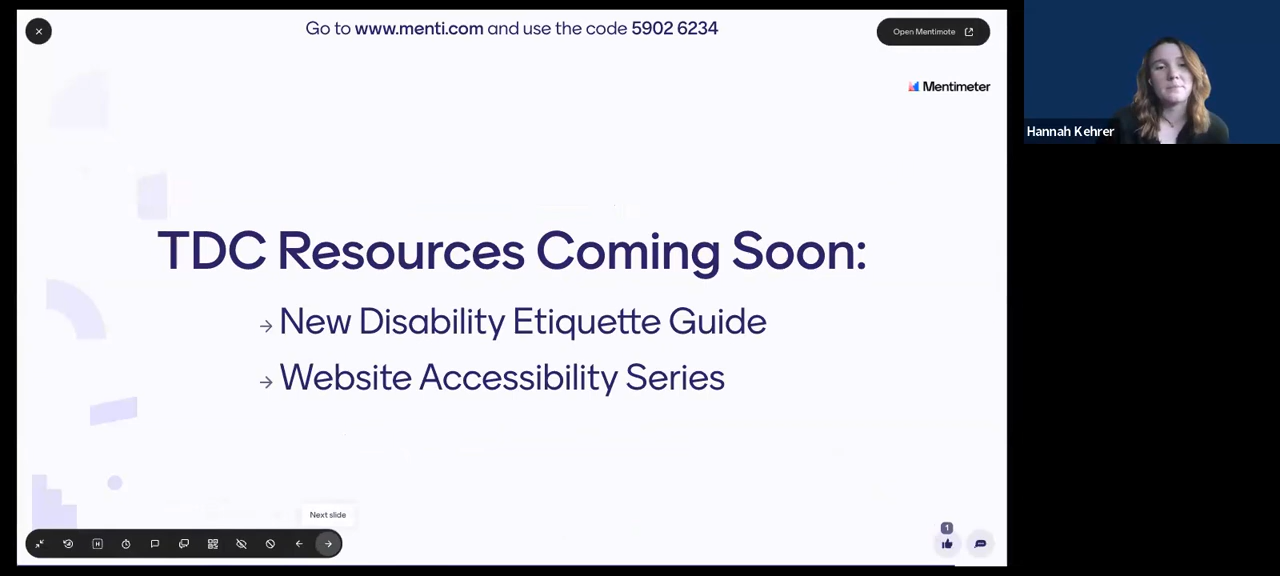 Go to www.menti.com and use the code 5902 6234
Open Mentimote
Mentimeter
Hannah Kehrer
TDC Resources Coming Soon:
→ New Disability Etiquette Guide
→ Website Accessibility Series
Next slide
H
1